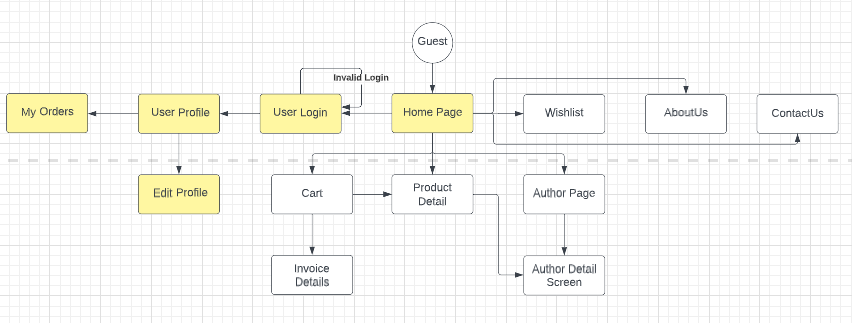 Guest
Invalid Login
My Orders
User Profile
User Login
Home Page
Wishlist
AboutUs
ContactUs
Edit Profile
Cart
Product
Detail
Author Page
Invoice
Details
Author Detail
Screen